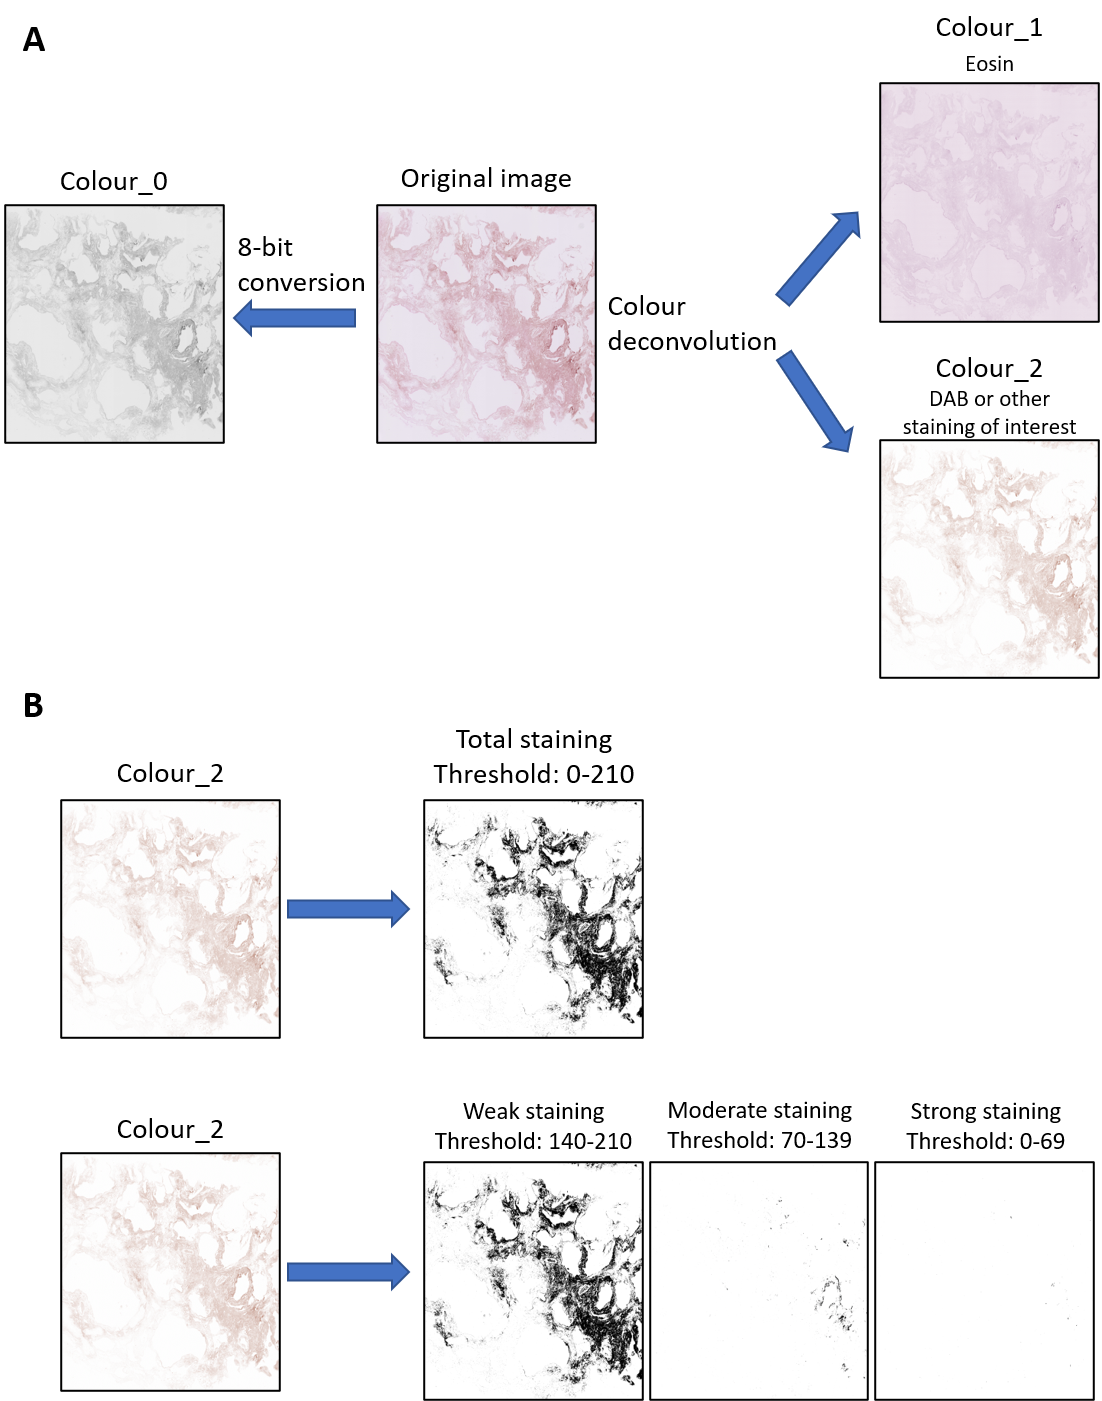 A
Colour_1
Eosin
Colour_0
Original image
8-bit
conversion
Colour
deconvolution
Colour_2
DAB or other
staining of interest
B
Colour_2
Total staining
Threshold: 0-210
Colour_2
Weak staining
Threshold: 140-210
Moderate staining
Threshold: 70-139
Strong staining
Threshold: 0-69